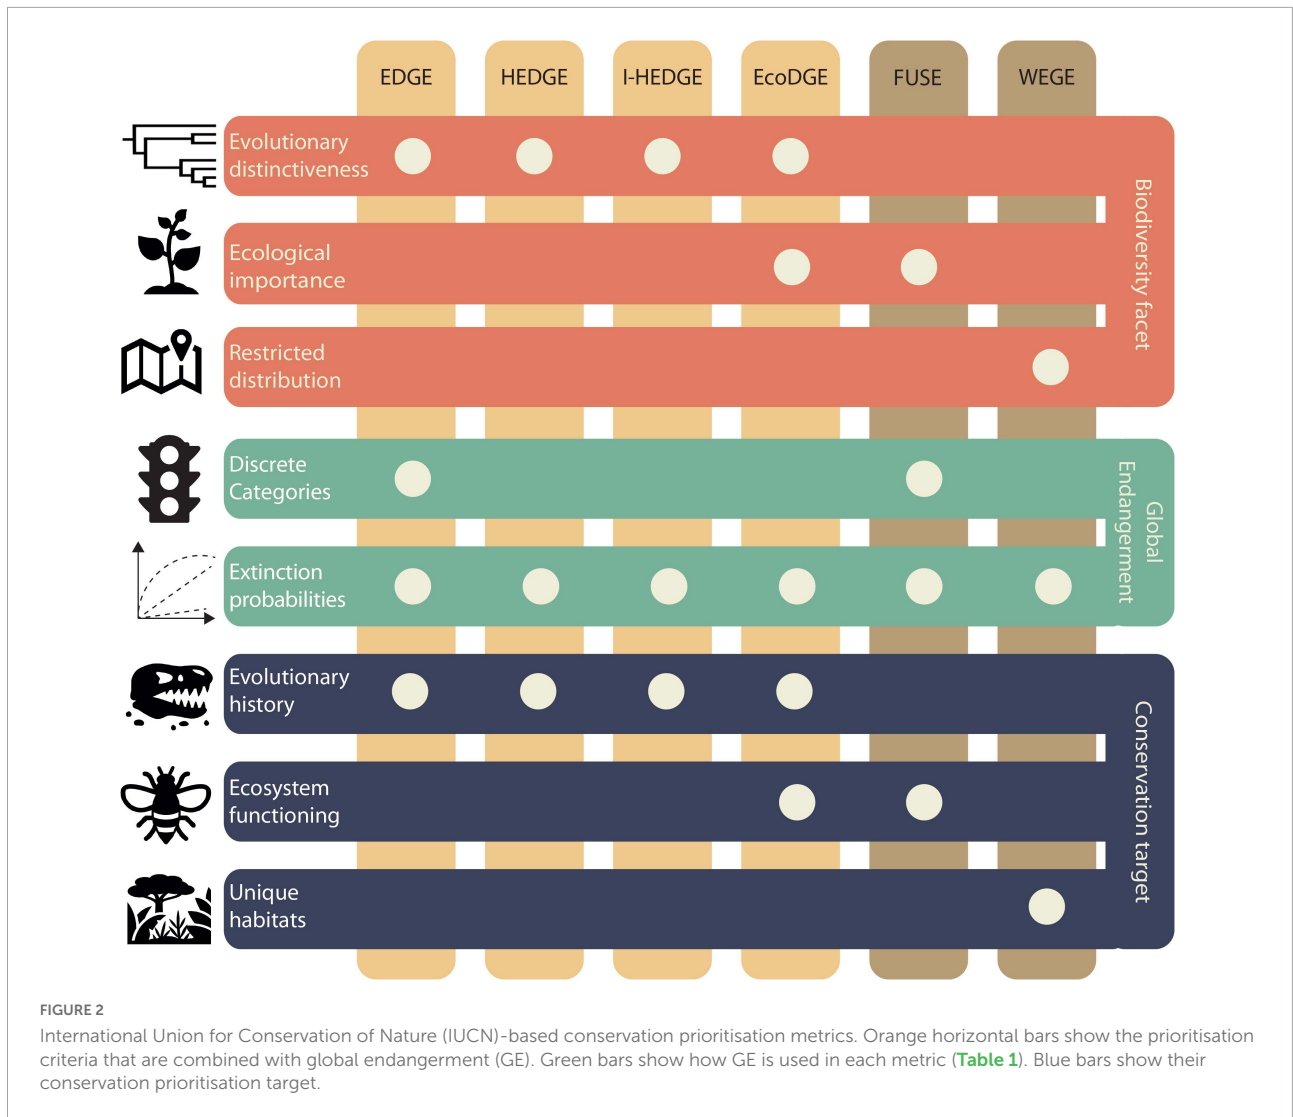 EDGE HEDGE I-HEDGE EcoDGE FUSE WEGE
Evolutionary
distinctiveness
Ecological
importance
Restricted
distribution
Biodiversity facet
Discrete
Categories
Extinction
probabilities
Global
Endangerment
Evolutionary
history
Ecosystem
functioning
Unique
habitats
Conservation target
FIGURE 2
International Union for Conservation of Nature (IUCN)-based conservation prioritisation metrics. Orange horizontal bars show the prioritisation
criteria that are combined with global endangerment (GE). Green bars show how GE is used in each metric (Table 1). Blue bars show their
conservation prioritisation target.